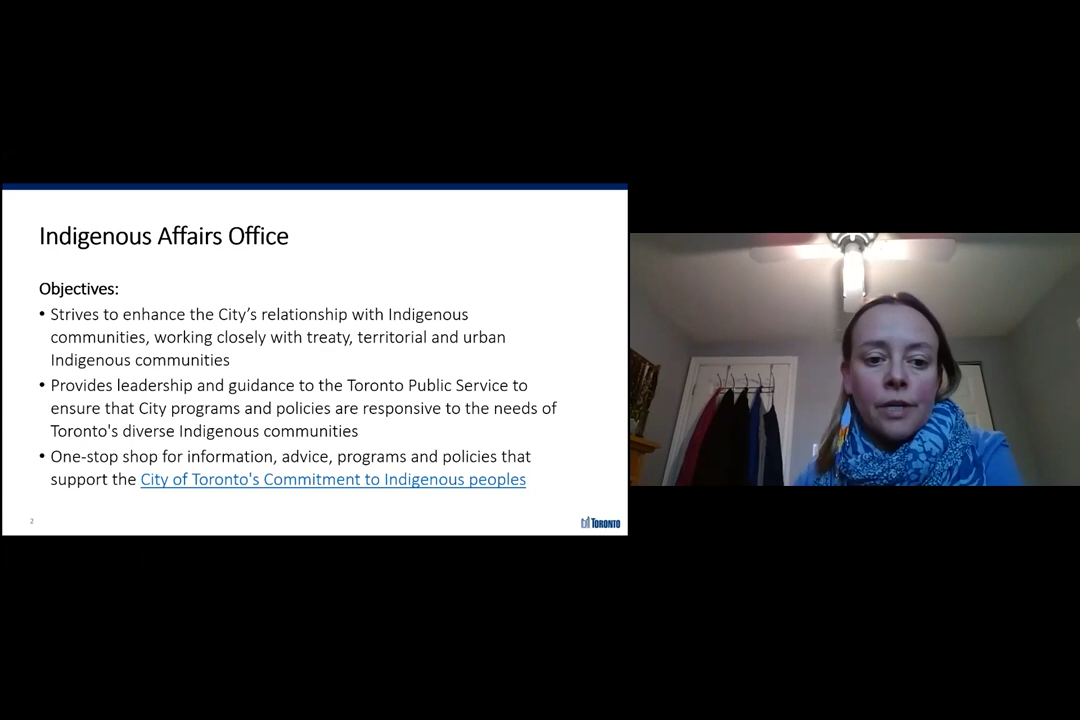 Indigenous Affairs Office
Objectives:
• Strives to enhance the City’s relationship with Indigenous
communities, working closely with treaty, territorial and urban
Indigenous communities
• Provides leadership and guidance to the Toronto Public Service to
ensure that City programs and policies are responsive to the needs of
Toronto's diverse Indigenous communities
• One-stop shop for information, advice, programs and policies that
support the City of Toronto's Commitment to Indigenous peoples
2
TORONTO